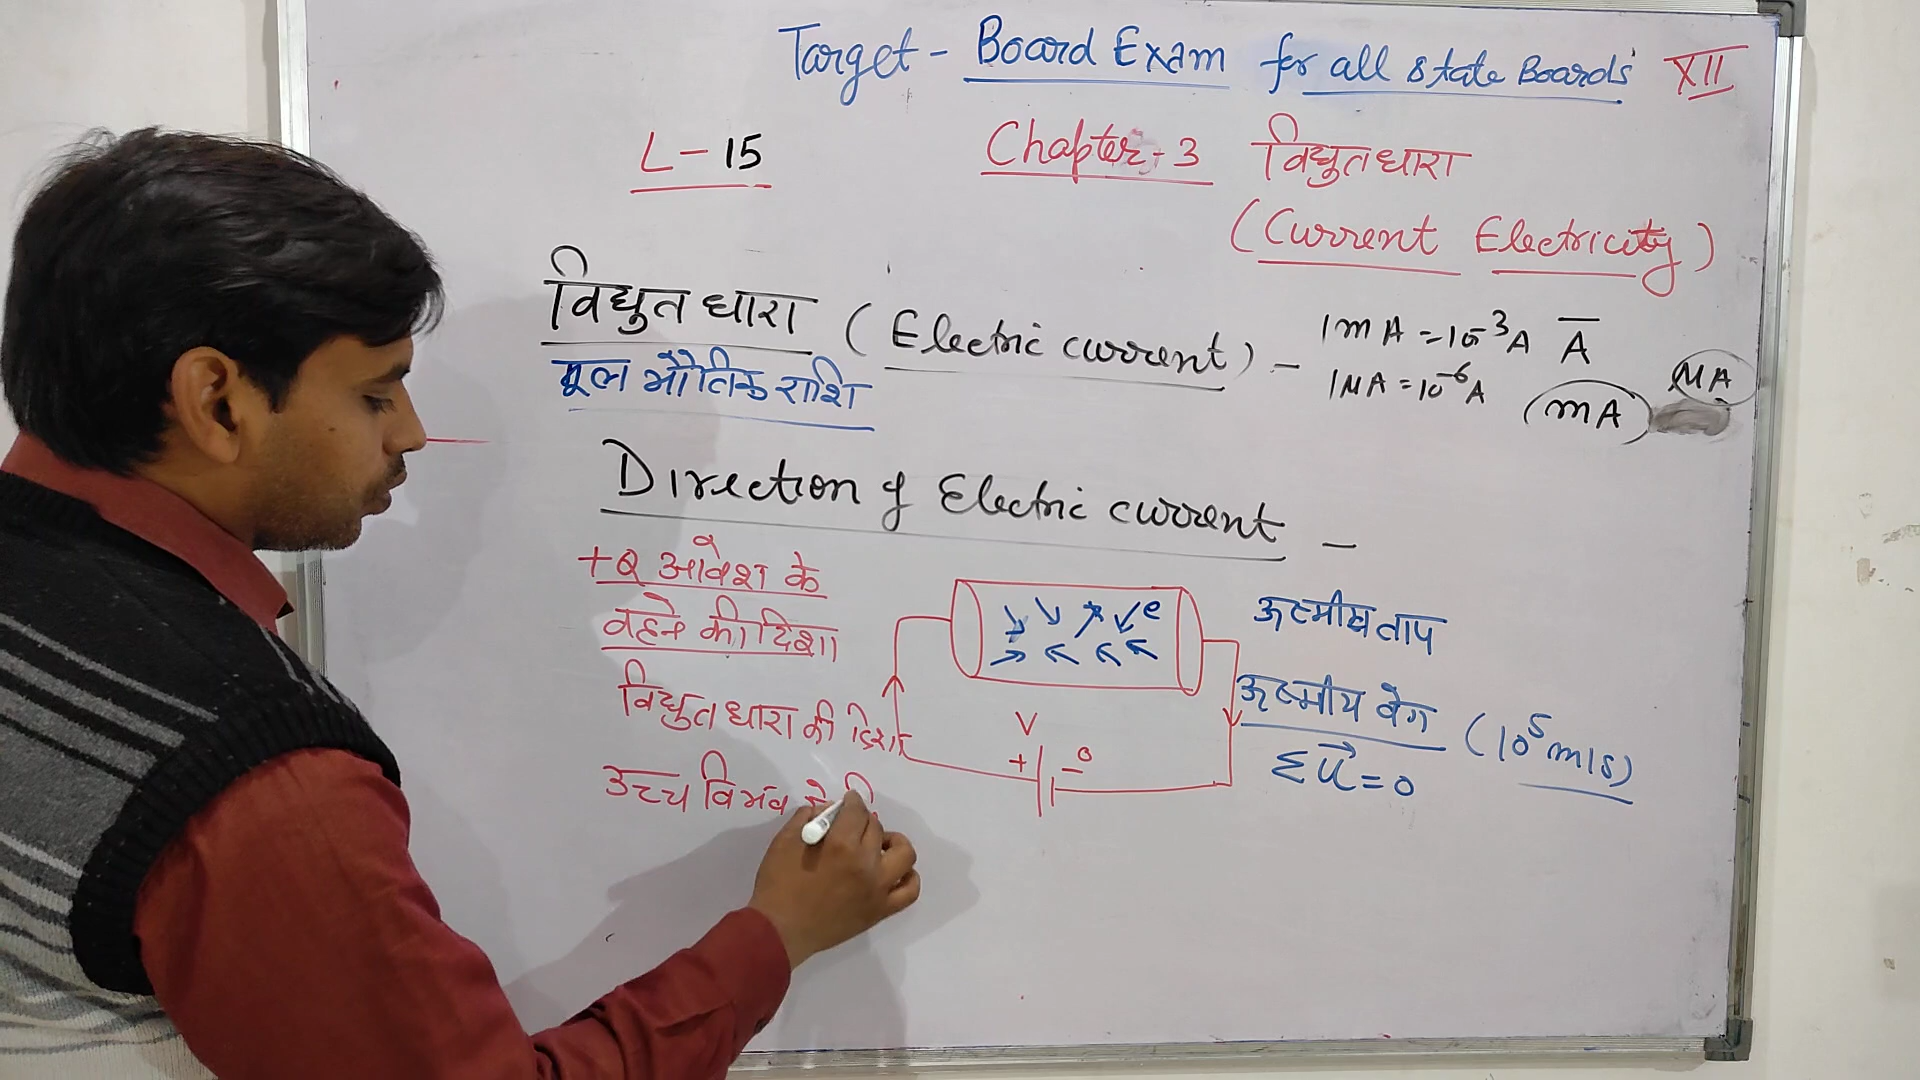 Target - Board Exam for all state Boards XII
L - 15
Chapter - 3 विद्युत धारा
(Current Electricity)
विद्युत धारा (Electric current) -
मूल भौतिक राशि
1mA = 10⁻³A A̅
1μA = 10⁻⁶A
mA
μA
Direction of Electric current -
+Q आवेश के
वहने की दिशा
विद्युत धारा की दिशा
उच्च विभव से
e
V
+ - 0
ऊष्मीय ताप
ऊष्मीय वेग (10⁵ m/s)
Σu⃗ = 0